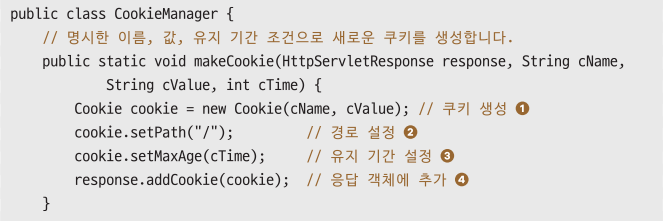 public class CookieManager {
    // 명시한 이름, 값, 유지 기간 조건으로 새로운 쿠키를 생성합니다.
    public static void makeCookie(HttpServletResponse response, String cName,
            String cValue, int cTime) {
        Cookie cookie = new Cookie(cName, cValue); // 쿠키 생성 ❶
        cookie.setPath("/");         // 경로 설정 ❷
        cookie.setMaxAge(cTime);     // 유지 기간 설정 ❸
        response.addCookie(cookie);  // 응답 객체에 추가 ❹
    }